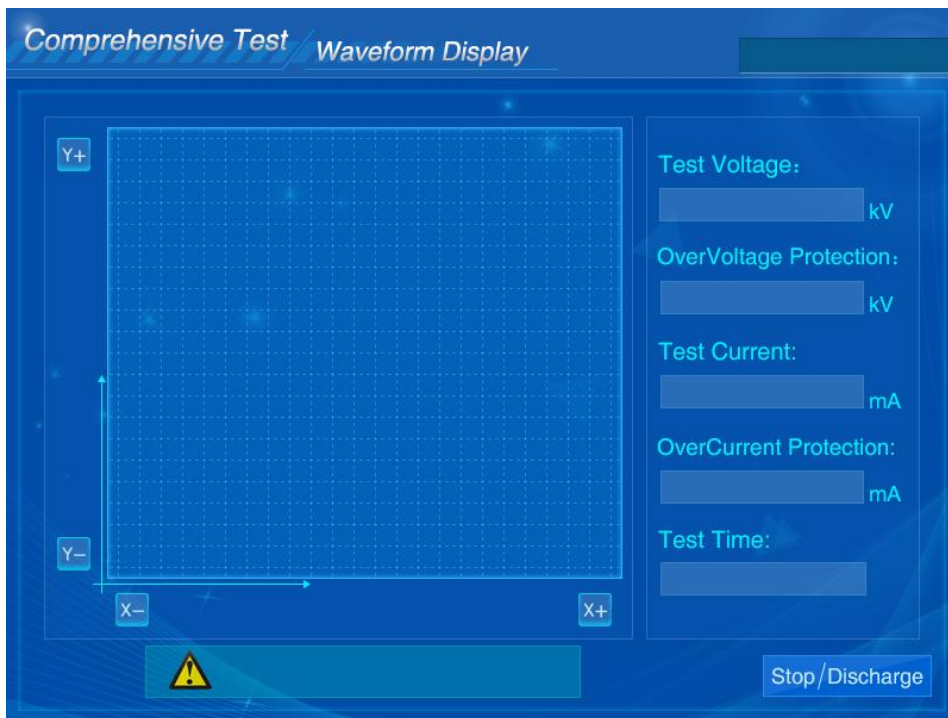 Comprehensive Test
Waveform Display
Y+
Y−
X−
X+
Test Voltage：
kV
OverVoltage Protection：
kV
Test Current:
mA
OverCurrent Protection:
mA
Test Time:
Stop/Discharge